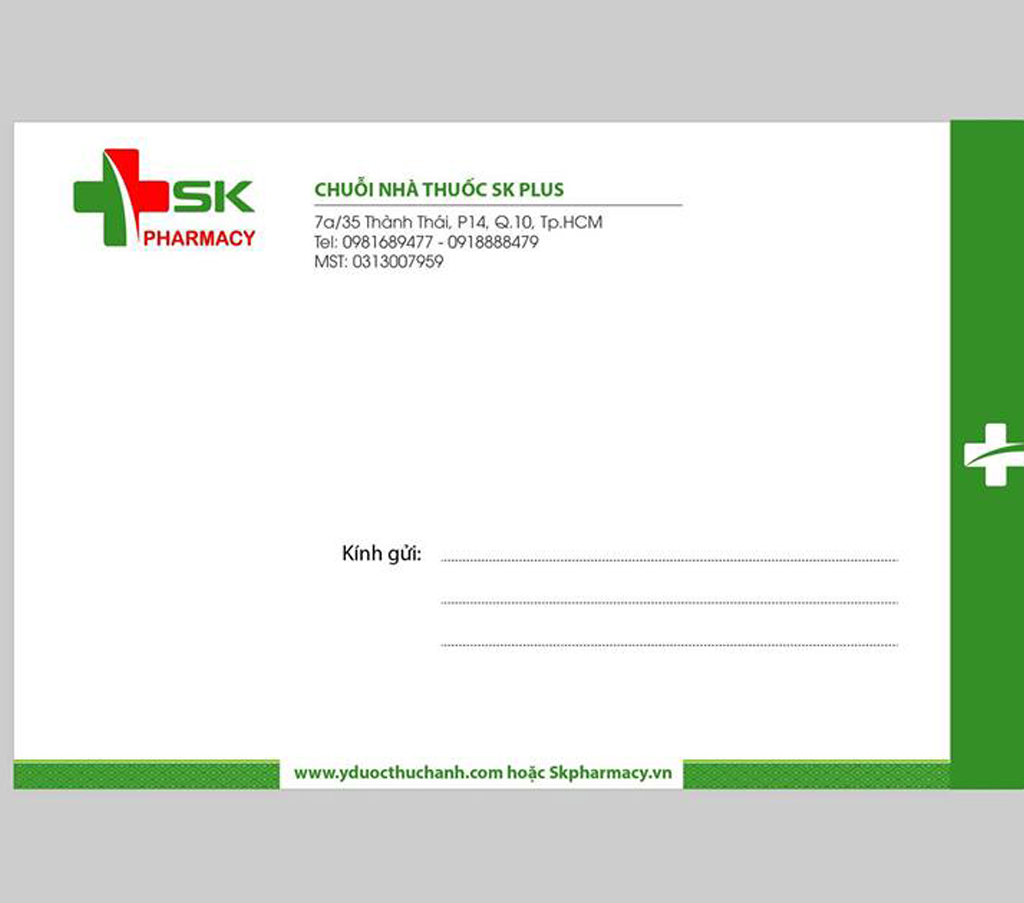 SK
PHARMACY
CHUỖI NHÀ THUỐC SK PLUS
7a/35 Thành Thái, P14, Q.10, Tp.HCM
Tel: 0981689477 - 0918888479
MST: 0313007959
Kính gửi:
www.yduocthuchanh.com hoặc Skpharmacy.vn